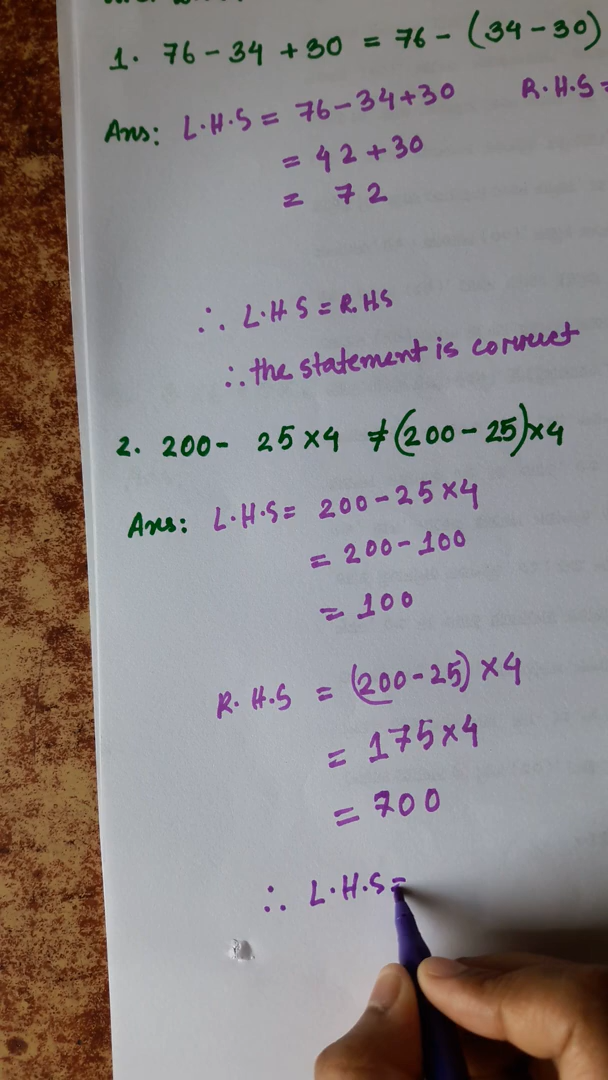 1. 76 - 34 + 30 = 76 - (34 - 30)
Ans: L.H.S = 76 - 34 + 30 R.H.S =
= 42 + 30
= 72
∴ L.H.S = R.HS
∴ the statement is correct
2. 200 - 25 × 4 ≠ (200 - 25) × 4
Ans: L.H.S = 200 - 25 × 4
= 200 - 100
= 100
R.H.S = (200 - 25) × 4
= 175 × 4
= 700
∴ L.H.S =